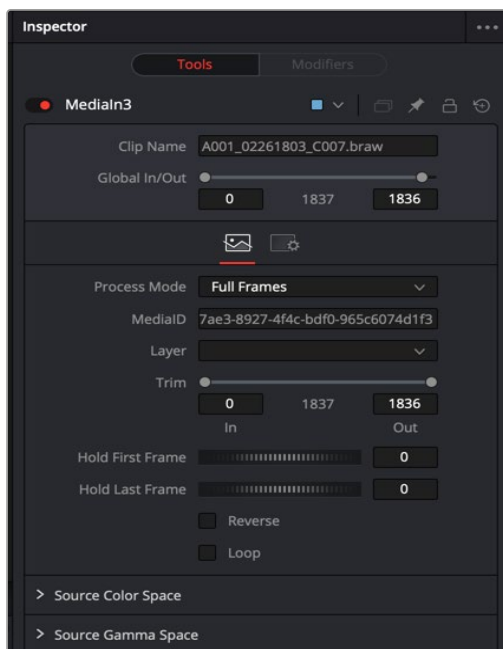 Inspector
Tools Modifiers
MediaIn3
Clip Name A001_02261803_C007.braw
Global In/Out
0 1837 1836
Process Mode Full Frames
MediaID 7ae3-8927-4f4c-bdf0-965c6074d1f3
Layer
Trim
0 1837 1836
In Out
Hold First Frame 0
Hold Last Frame 0
Reverse
Loop
> Source Color Space
> Source Gamma Space